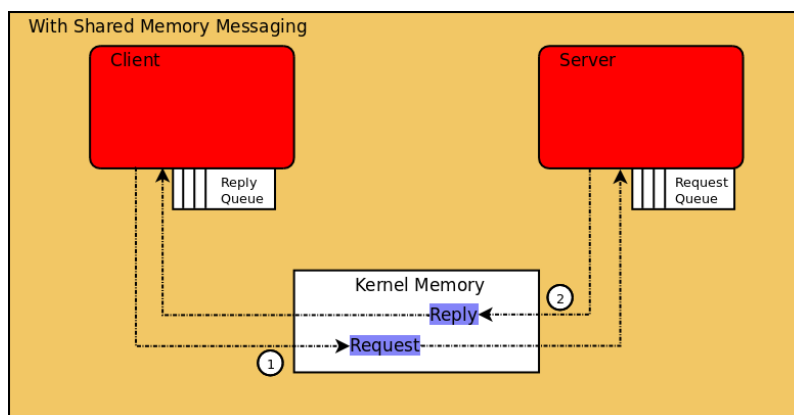 With Shared Memory Messaging
Client
Server
Reply
Queue
Request
Queue
Kernel Memory
Reply
2
Request
1